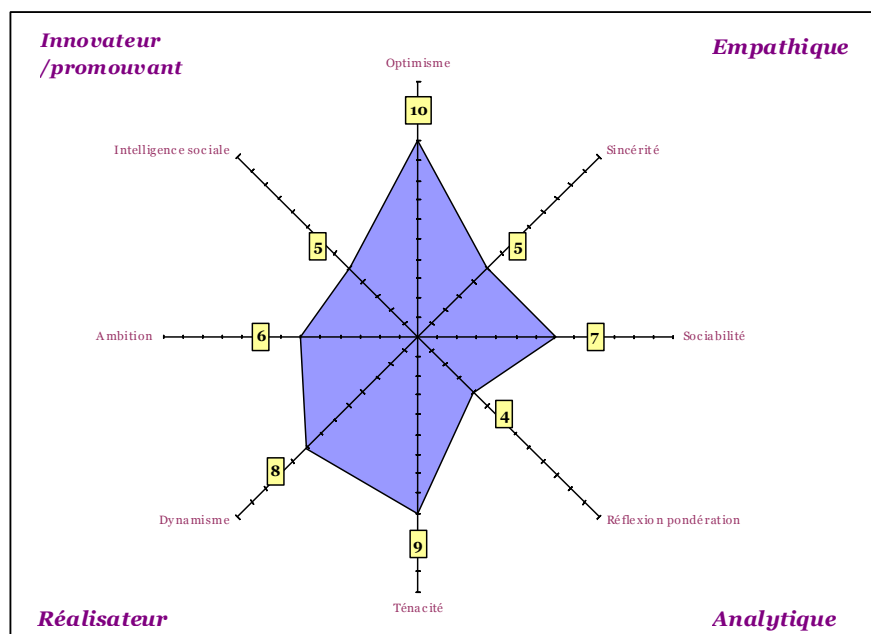 Innovateur
/promouvant
Empathique
Optimisme
10
Intelligence sociale
Sincérité
5
5
Ambition
6
7
Sociabilité
4
8
Dynamisme
Réflexion pondération
9
Ténacité
Réalisateur
Analytique